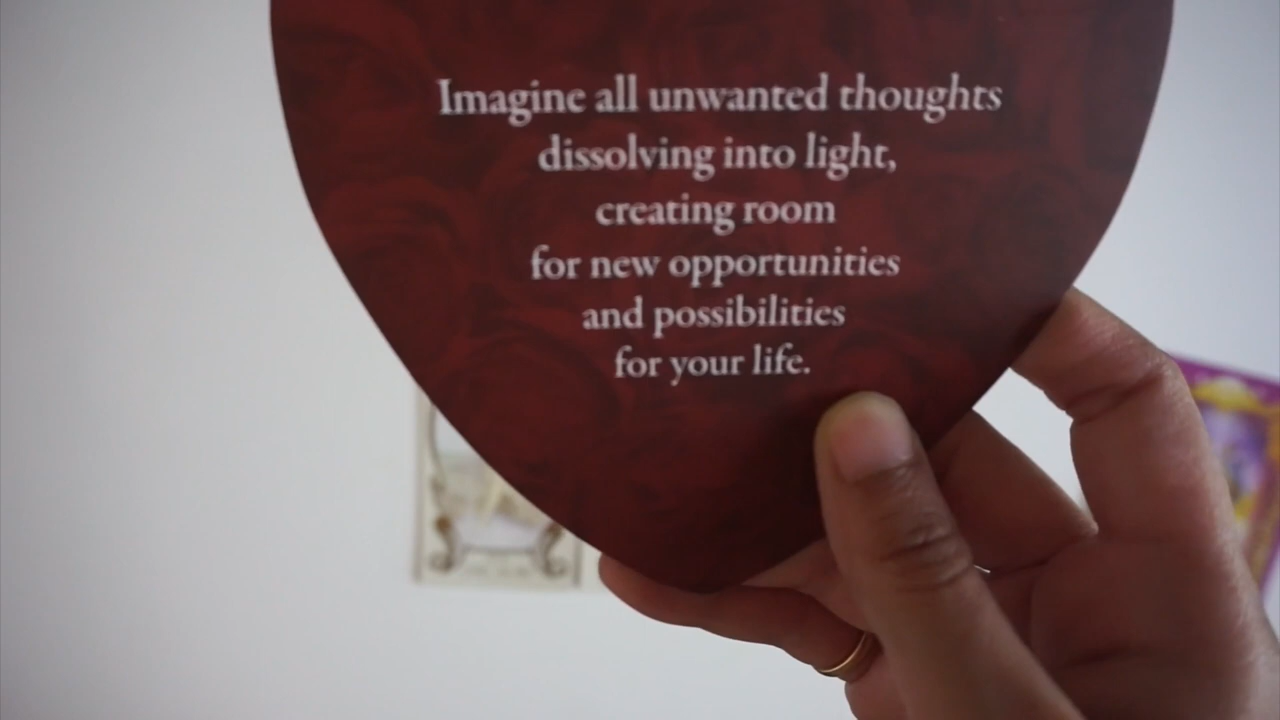 Imagine all unwanted thoughts
dissolving into light,
creating room
for new opportunities
and possibilities
for your life.